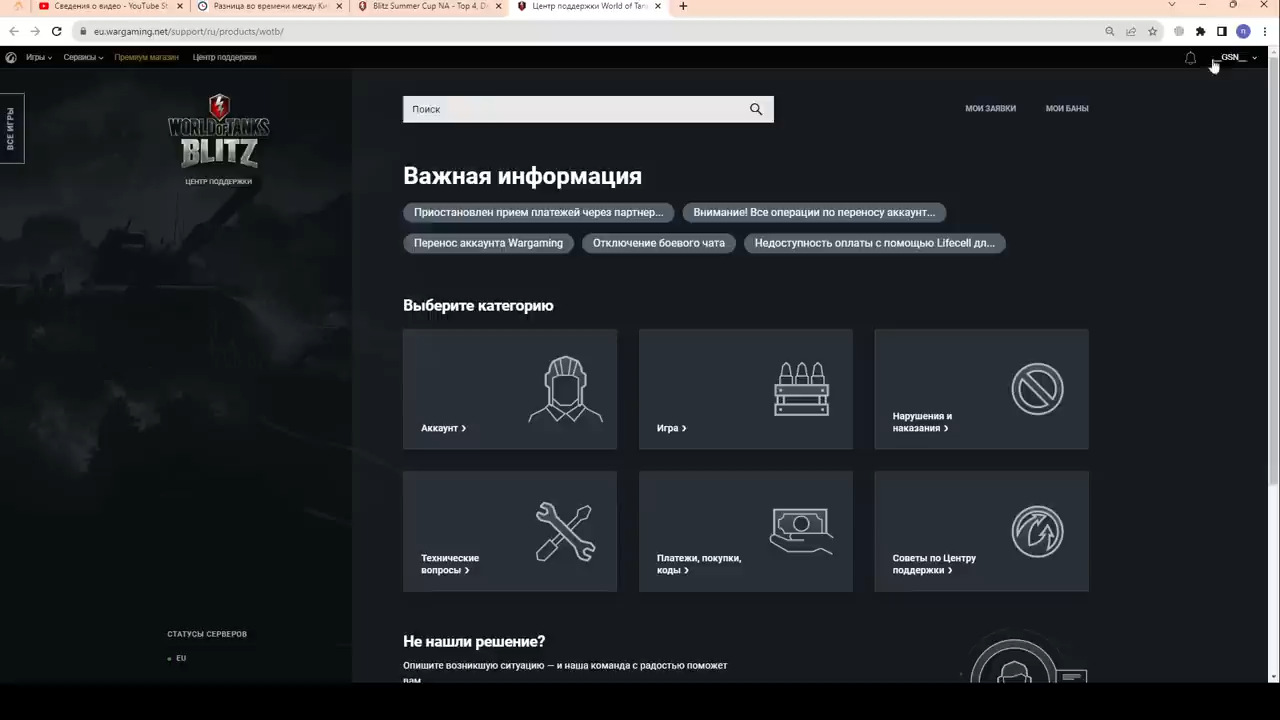 Сведения о видео - YouTube St
Разница во времени между Ки
Blitz Summer Cup NA - Top 4, D
Центр поддержки World of Tan
eu.wargaming.net/support/ru/products/wotb/
П
Игры
Сервисы
Премиум магазин
Центр поддержки
_GSN__
ВСЕ ИГРЫ
WORLD OF TANKS
BLITZ
ЦЕНТР ПОДДЕРЖКИ
Поиск
МОИ ЗАЯВКИ
МОИ БАНЫ
Важная информация
Приостановлен прием платежей через партнер...
Внимание! Все операции по переносу аккаунт...
Перенос аккаунта Wargaming
Отключение боевого чата
Недоступность оплаты с помощью Lifecell дл...
Выберите категорию
Аккаунт
Игра
Нарушения и
наказания
Технические
вопросы
Платежи, покупки,
коды
Советы по Центру
поддержки
СТАТУСЫ СЕРВЕРОВ
EU
Не нашли решение?
Опишите возникшую ситуацию — и наша команда с радостью поможет
вам